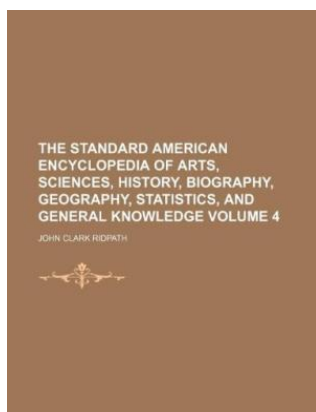 THE STANDARD AMERICAN
ENCYCLOPEDIA OF ARTS,
SCIENCES, HISTORY, BIOGRAPHY,
GEOGRAPHY, STATISTICS, AND
GENERAL KNOWLEDGE VOLUME 4
JOHN CLARK RIDPATH